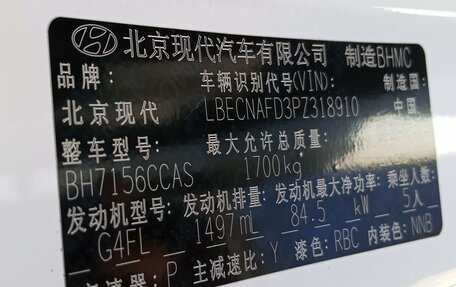 北京现代汽车有限公司 制造BHMC
品牌: 车辆识别代号(VIN): 制造国:
北京现代 LBECNAFD3PZ318910 中国
整车型号: 最大允许总质量:
BH7156CCAS 1700kg
发动机型号: 发动机排量: 发动机最大净功率: 乘坐人数:
G4FL 1497mL 84.5 kW 5人
变速器: P 主减速比: Y 漆色: RBC 内装色: NNB